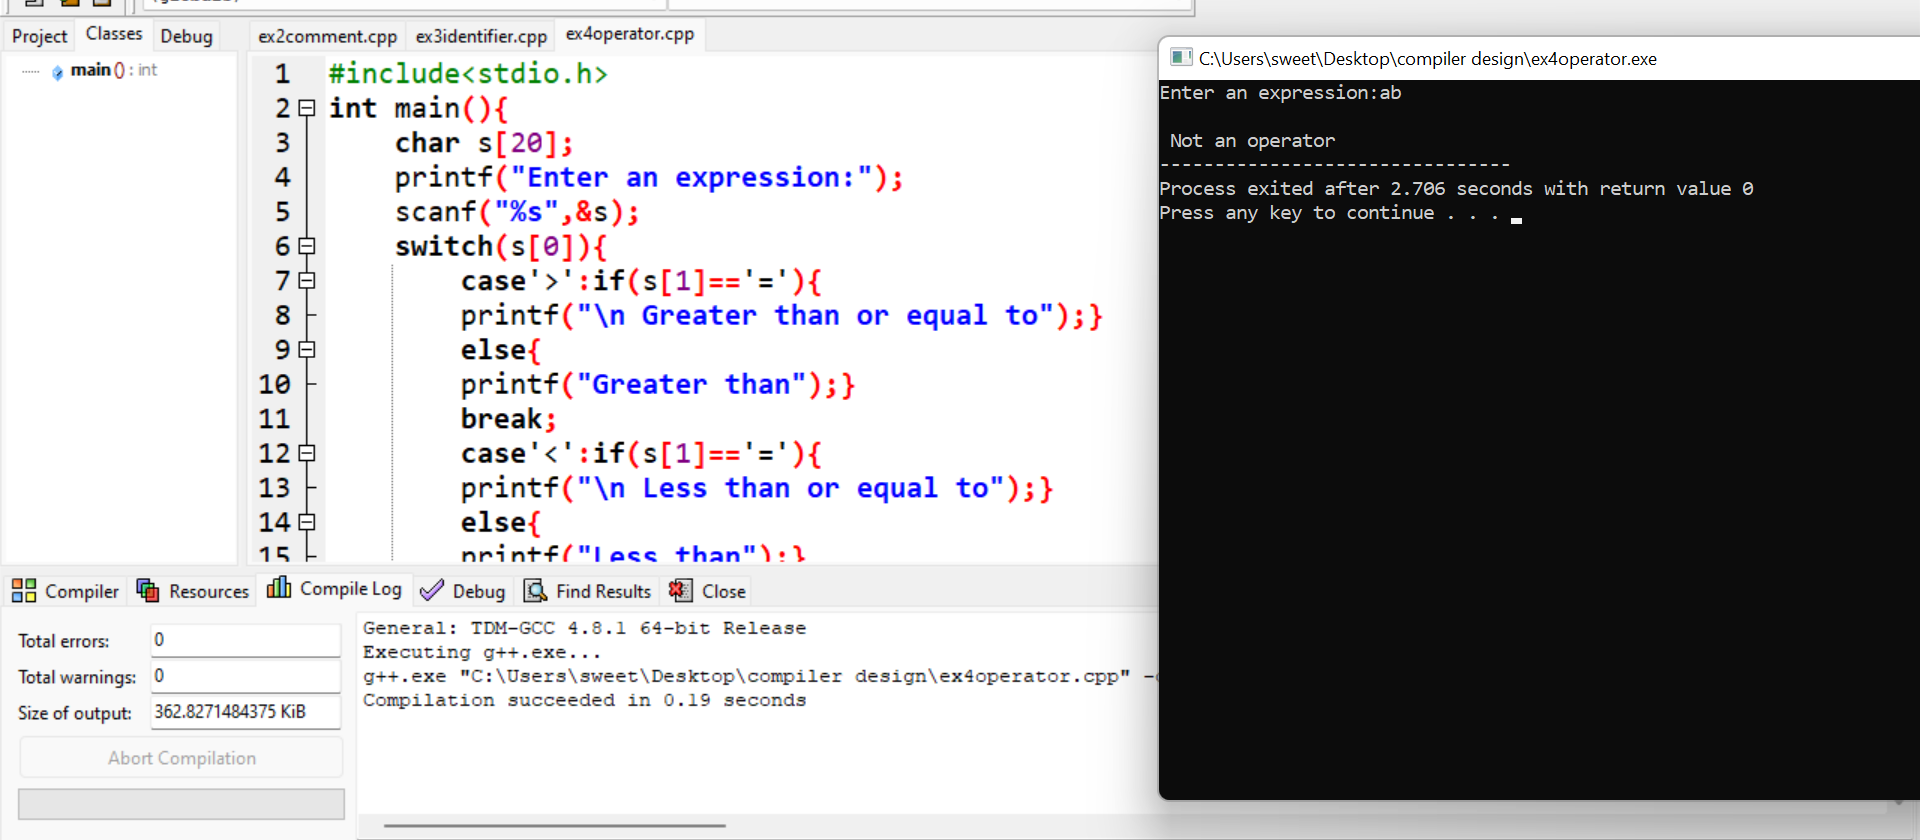 Project Classes Debug
main() : int
ex2comment.cpp ex3identifier.cpp ex4operator.cpp
1 #include<stdio.h>
2 int main(){
3 char s[20];
4 printf("Enter an expression:");
5 scanf("%s",&s);
6 switch(s[0]){
7 case'>':if(s[1]=='='){
8 printf("\n Greater than or equal to");}
9 else{
10 printf("Greater than");}
11 break;
12 case'<':if(s[1]=='='){
13 printf("\n Less than or equal to");}
14 else{
15 printf("Less than");}
Compiler Resources Compile Log Debug Find Results Close
Total errors: 0
Total warnings: 0
Size of output: 362.8271484375 KiB
Abort Compilation
General: TDM-GCC 4.8.1 64-bit Release
Executing g++.exe...
g++.exe "C:\Users\sweet\Desktop\compiler design\ex4operator.cpp"
Compilation succeeded in 0.19 seconds
C:\Users\sweet\Desktop\compiler design\ex4operator.exe
Enter an expression:ab
Not an operator
--------------------------------
Process exited after 2.706 seconds with return value 0
Press any key to continue . . .